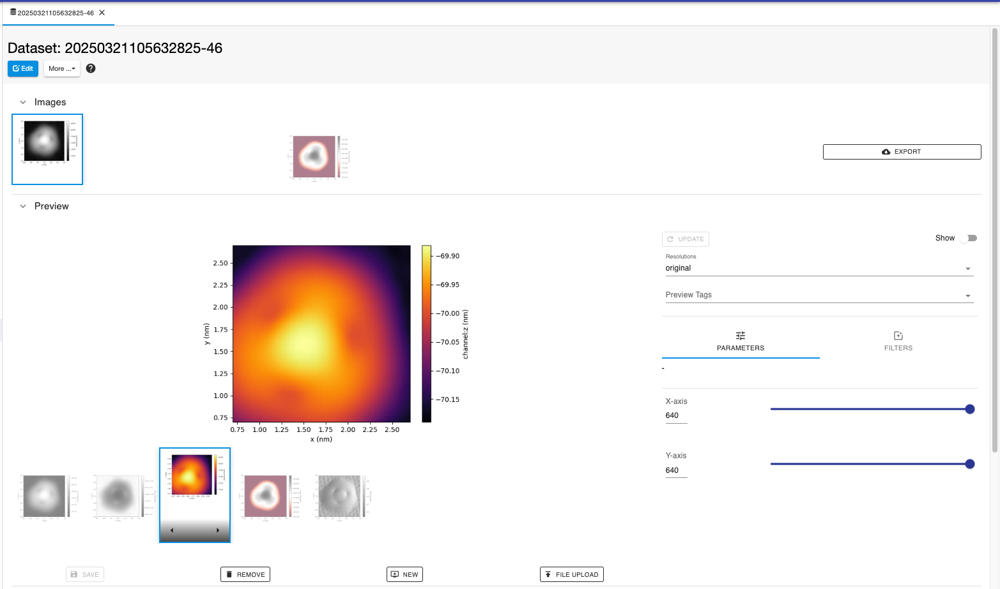 20250321105632825-46
Dataset: 20250321105632825-46
Edit
More ...
?
Images
EXPORT
Preview
UPDATE
Show
Resolutions
original
Preview Tags
PARAMETERS
FILTERS
-
X-axis
640
Y-axis
640
2.50
2.25
2.00
1.75
1.50
1.25
1.00
0.75
y (nm)
0.75 1.00 1.25 1.50 1.75 2.00 2.25 2.50
x (nm)
−69.90
−69.95
−70.00
−70.05
−70.10
−70.15
channel:z (nm)
SAVE
REMOVE
NEW
FILE UPLOAD